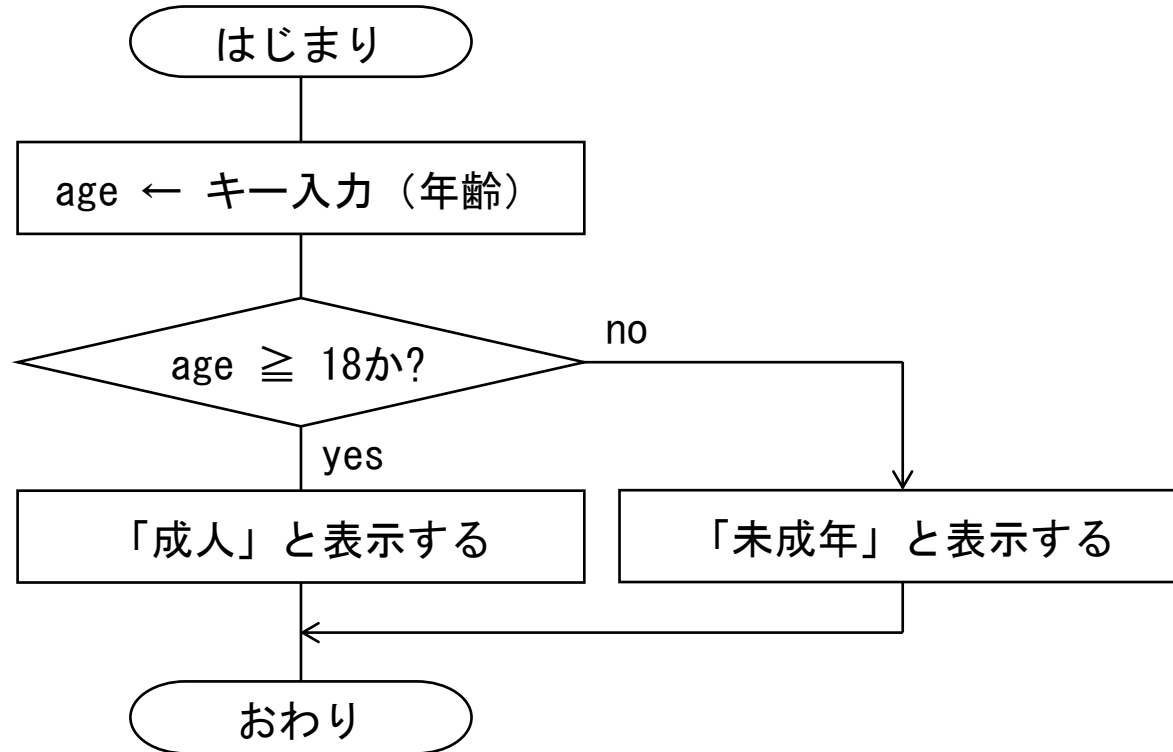 はじまり
age ← キー入力（年齢）
age ≧ 18か?
no
yes
「成人」と表示する
「未成年」と表示する
おわり